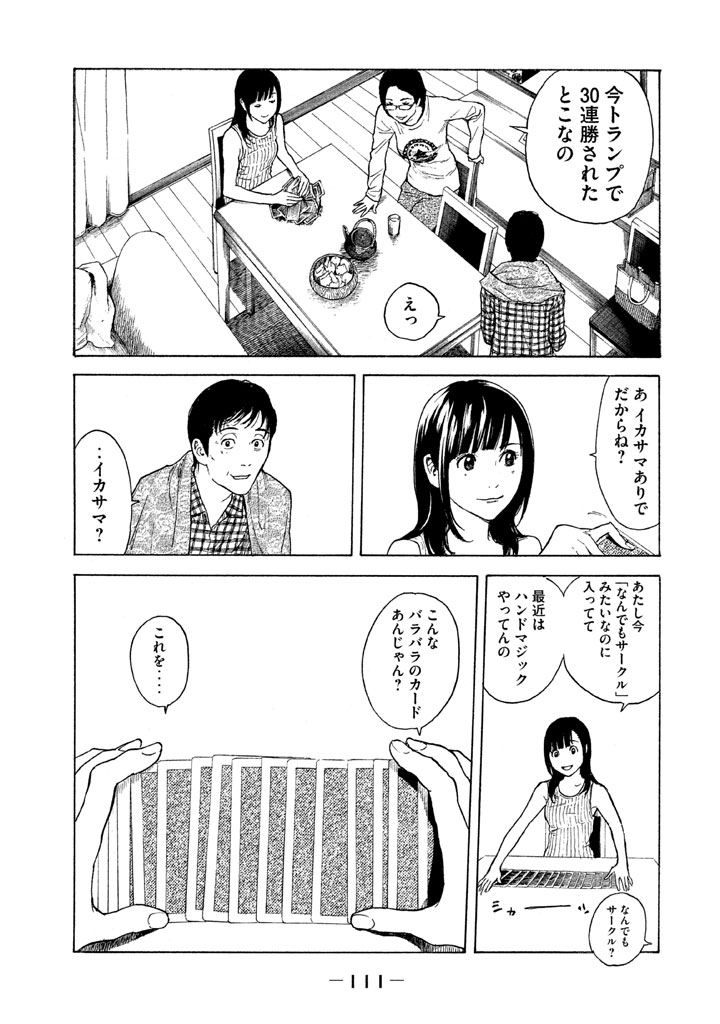 今トランプで
30連勝された
とこなの
えっ
あ イカサマありで
だからね?
‥イカサマ?
あたし今
「なんでもサークル」
みたいなのに
入ってて
最近は
ハンドマジック
やってんの
シャーーッ
なんでも
サークル?
こんな
バラバラのカード
あんじゃん?
これを‥‥
－111－